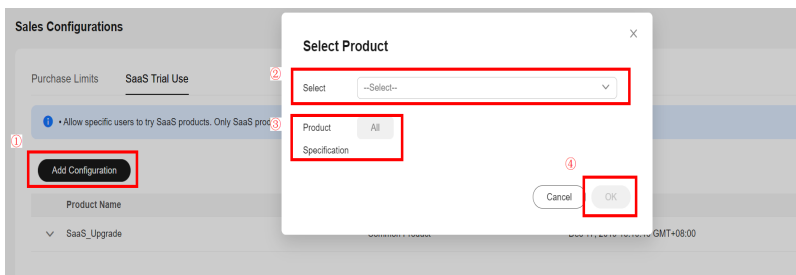 Sales Configurations
Purchase Limits SaaS Trial Use
• Allow specific users to try SaaS products. Only SaaS
①
Add Configuration
Product Name
SaaS_Upgrade
GMT+08:00
Select Product
X
②
Select --Select--
③
Product All
Specification
④
Cancel OK